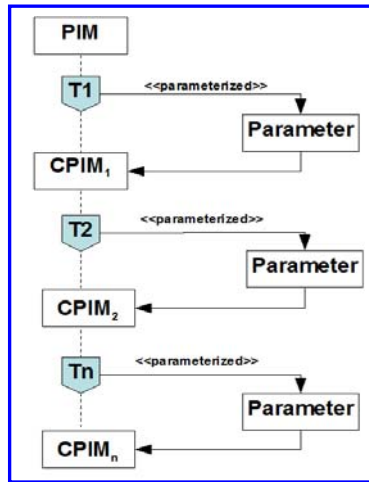 PIM
T1
<<parameterized>>
Parameter
CPIM₁
T2
<<parameterized>>
Parameter
CPIM₂
Tn
<<parameterized>>
Parameter
CPIMₙ